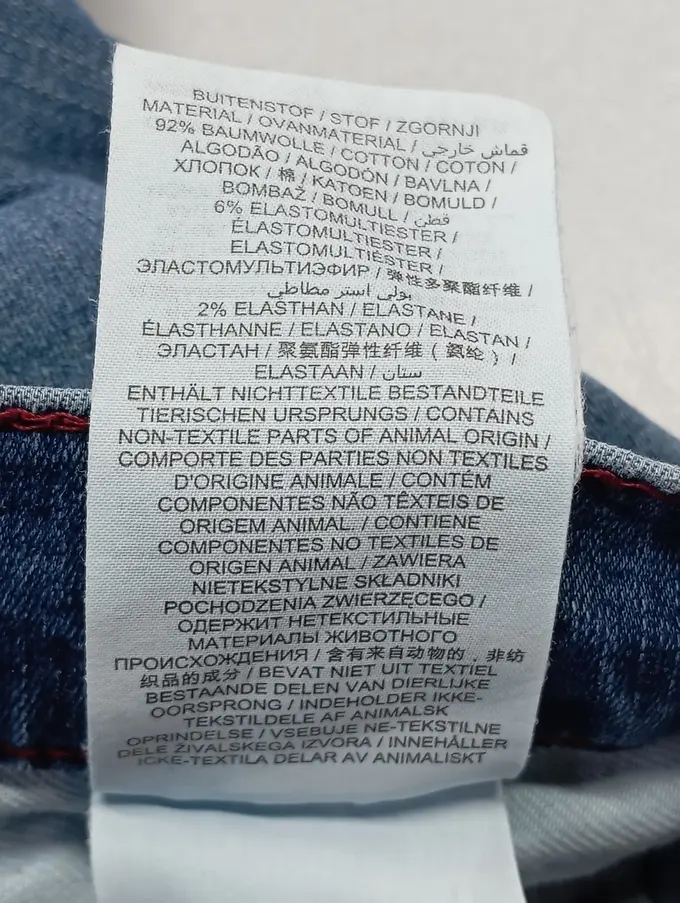 BUITENSTOF / STOF / ZGORNJI
MATERIAL / OVANMATERIAL / قماش خارجي
92% BAUMWOLLE / COTTON / COTON /
ALGODÃO / ALGODÓN / BAVLNA /
ХЛОПОК / 棉 / KATOEN / BOMULD /
BOMBAŽ / BOMULL / قطن
6% ELASTOMULTIESTER /
ÉLASTOMULTIESTER /
ELASTOMULTIÉSTER /
ЭЛАСТОМУЛЬТИЭФИР / 弹性多聚酯纤维 /
بولي استر مطاطي
2% ELASTHAN / ELASTANE /
ÉLASTHANNE / ELASTANO / ELASTAN /
ЭЛАСТАН / 聚氨酯弹性纤维 ( 氨纶 ) /
ELASTAAN / ستان
ENTHÄLT NICHTTEXTILE BESTANDTEILE
TIERISCHEN URSPRUNGS / CONTAINS
NON-TEXTILE PARTS OF ANIMAL ORIGIN /
COMPORTE DES PARTIES NON TEXTILES
D'ORIGINE ANIMALE / CONTÉM
COMPONENTES NÃO TÊXTEIS DE
ORIGEM ANIMAL. / CONTIENE
COMPONENTES NO TEXTILES DE
ORIGEN ANIMAL / ZAWIERA
NIETEKSTYLNE SKŁADNIKI
POCHODZENIA ZWIERZĘCEGO /
ОДЕРЖИТ НЕТЕКСТИЛЬНЫЕ
МАТЕРИАЛЫ ЖИВОТНОГО
ПРОИСХОЖДЕНИЯ / 含有来自动物的，非纺
织品的成分 / BEVAT NIET UIT TEXTIEL
BESTAANDE DELEN VAN DIERLIJKE
OORSPRONG / INDEHOLDER IKKE-
TEKSTILDELE AF ANIMALSK
OPRINDELSE / VSEBUJE NE-TEKSTILNE
DELE ŽIVALSKEGA IZVORA / INNEHÅLLER
ICKE-TEXTILA DELAR AV ANIMALISKT